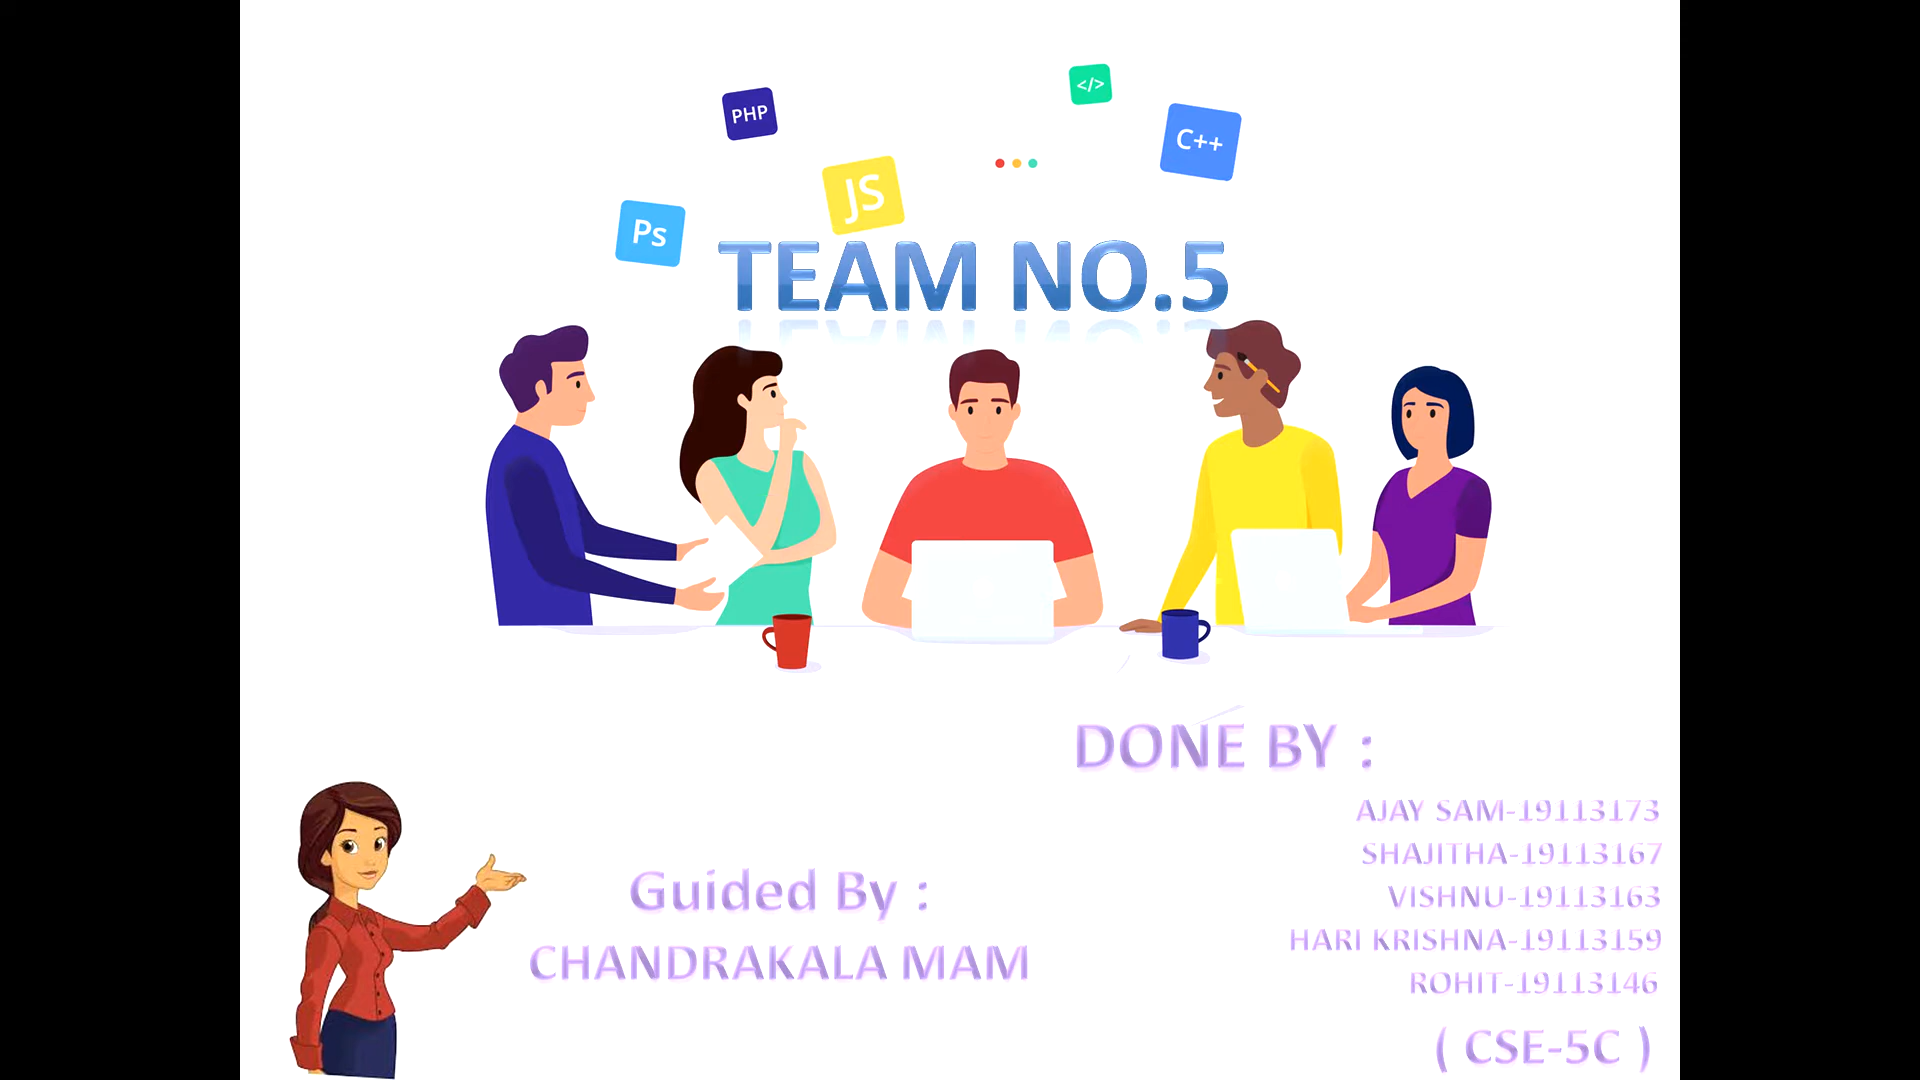 PHP
</>
C++
JS
Ps
TEAM NO.5
DONE BY :
AJAY SAM-19113173
SHAJITHA-19113167
VISHNU-19113163
HARI KRISHNA-19113159
ROHIT-19113146
( CSE-5C )
Guided By :
CHANDRAKALA MAM